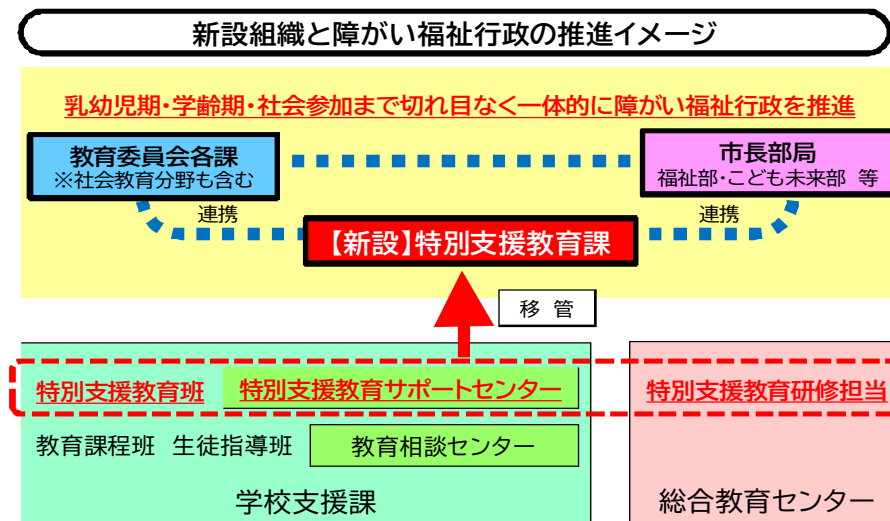 新設組織と障がい福祉行政の推進イメージ
乳幼児期・学齢期・社会参加まで切れ目なく一体的に障がい福祉行政を推進
教育委員会各課
※社会教育分野も含む
市長部局
福祉部・こども未来部 等
連携
連携
【新設】特別支援教育課
移 管
特別支援教育班
特別支援教育サポートセンター
特別支援教育研修担当
教育課程班 生徒指導班
教育相談センター
学校支援課
総合教育センター